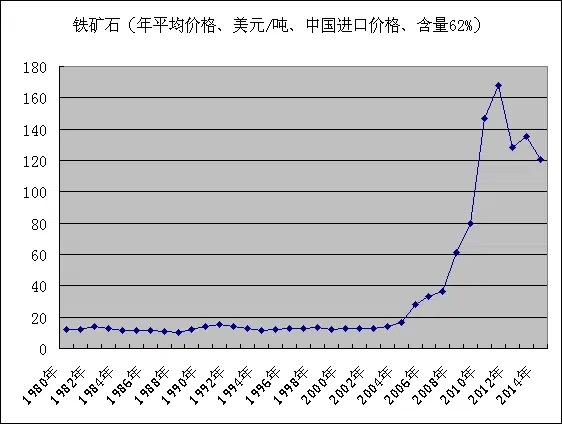 铁矿石（年平均价格、美元/吨、中国进口价格、含量62%）
180
160
140
120
100
80
60
40
20
0
1980年
1982年
1984年
1986年
1988年
1990年
1992年
1994年
1996年
1998年
2000年
2002年
2004年
2006年
2008年
2010年
2012年
2014年